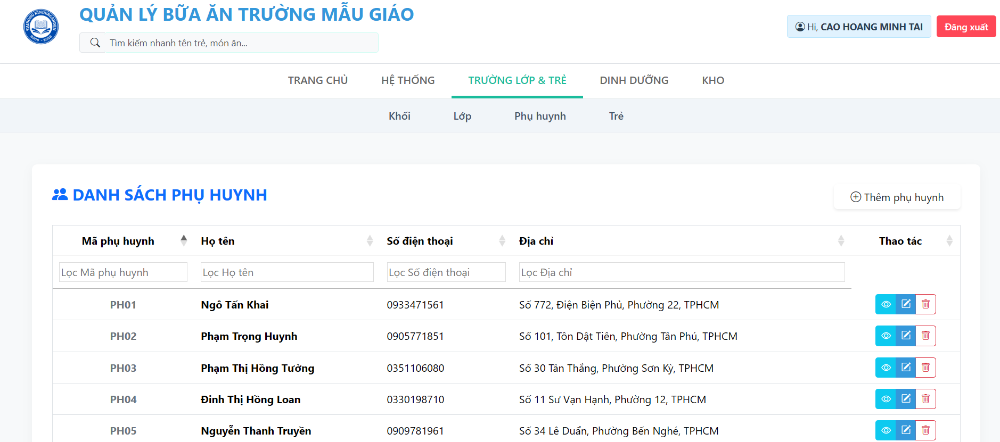 TAIDONG KINDERGARDEN
2006 - 2026
QUẢN LÝ BỮA ĂN TRƯỜNG MẪU GIÁO
Tìm kiếm nhanh tên trẻ, món ăn...
Hi, CAO HOANG MINH TAI
Đăng xuất
TRANG CHỦ HỆ THỐNG TRƯỜNG LỚP & TRẺ DINH DƯỠNG KHO
Khối Lớp Phụ huynh Trẻ
DANH SÁCH PHỤ HUYNH
Thêm phụ huynh
Mã phụ huynh Họ tên Số điện thoại Địa chỉ Thao tác
Lọc Mã phụ huynh Lọc Họ tên Lọc Số điện thoại Lọc Địa chỉ
PH01 Ngô Tấn Khai 0933471561 Số 772, Điện Biện Phủ, Phường 22, TPHCM
PH02 Phạm Trọng Huynh 0905771851 Số 101, Tôn Dật Tiên, Phường Tân Phú, TPHCM
PH03 Phạm Thị Hồng Tường 0351106080 Số 30 Tân Thắng, Phường Sơn Kỳ, TPHCM
PH04 Đinh Thị Hồng Loan 0330198710 Số 11 Sư Vạn Hạnh, Phường 12, TPHCM
PH05 Nguyễn Thanh Truyền 0909781961 Số 34 Lê Duẩn, Phường Bến Nghé, TPHCM